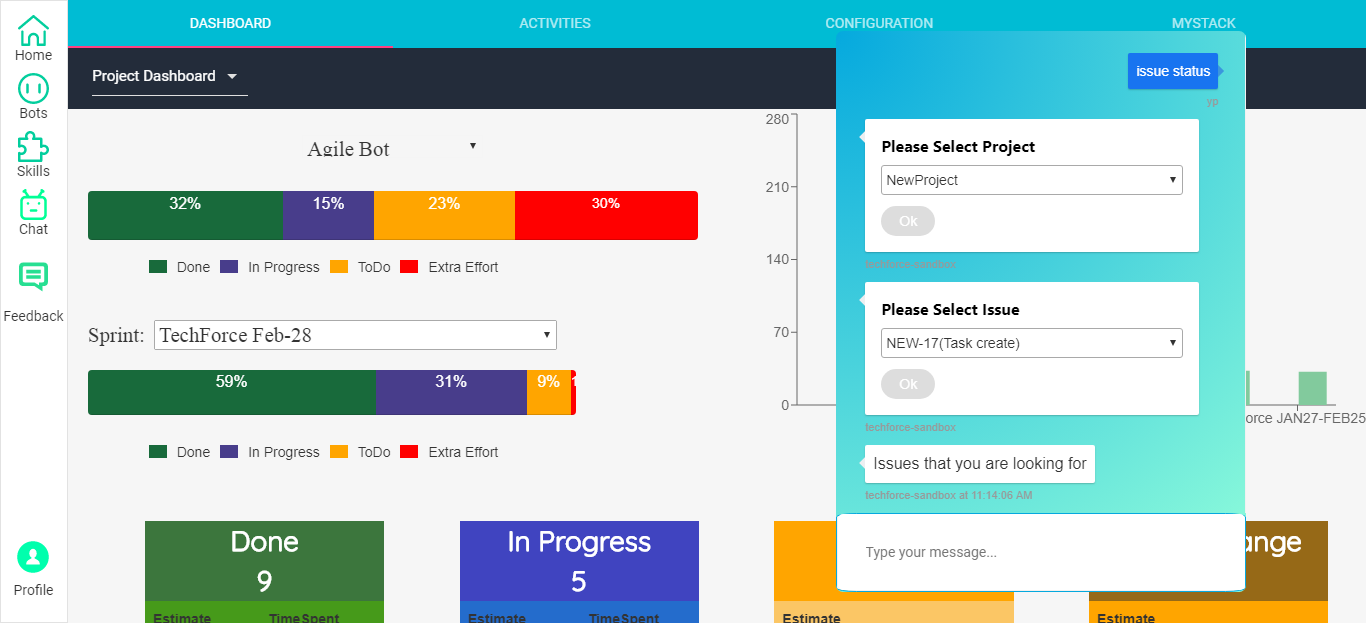 DASHBOARD
ACTIVITIES
CONFIGURATION
MYSTACK
Home
Bots
Skills
Chat
Feedback
Profile
Project Dashboard
Agile Bot
32%
15%
23%
30%
Done
In Progress
ToDo
Extra Effort
Sprint:
TechForce Feb-28
59%
31%
9%
Done
In Progress
ToDo
Extra Effort
280
210
140
70
0
orce JAN27-FEB25
issue status
yp
Please Select Project
NewProject
Ok
techforce-sandbox
Please Select Issue
NEW-17(Task create)
Ok
techforce-sandbox
Issues that you are looking for
techforce-sandbox at 11:14:06 AM
Type your message...
Done
9
Estimate
TimeSpent
In Progress
5
Estimate
TimeSpent
Estimate
ange
Estimate